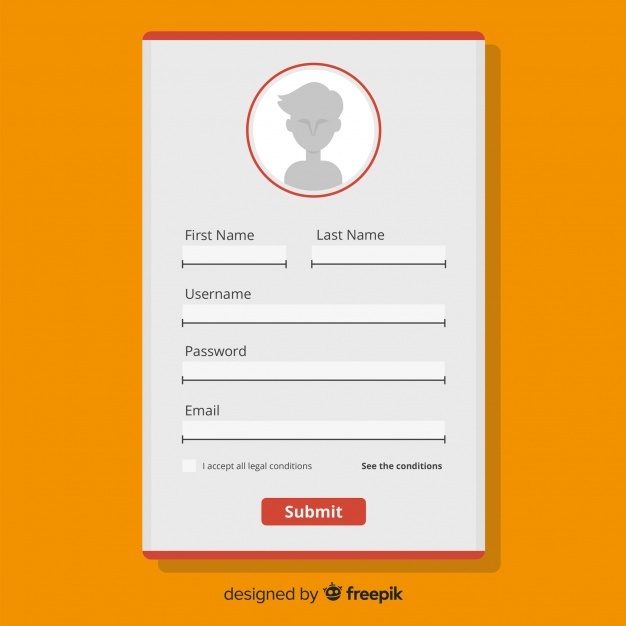 First Name Last Name
Username
Password
Email
I accept all legal conditions See the conditions
Submit
designed by freepik